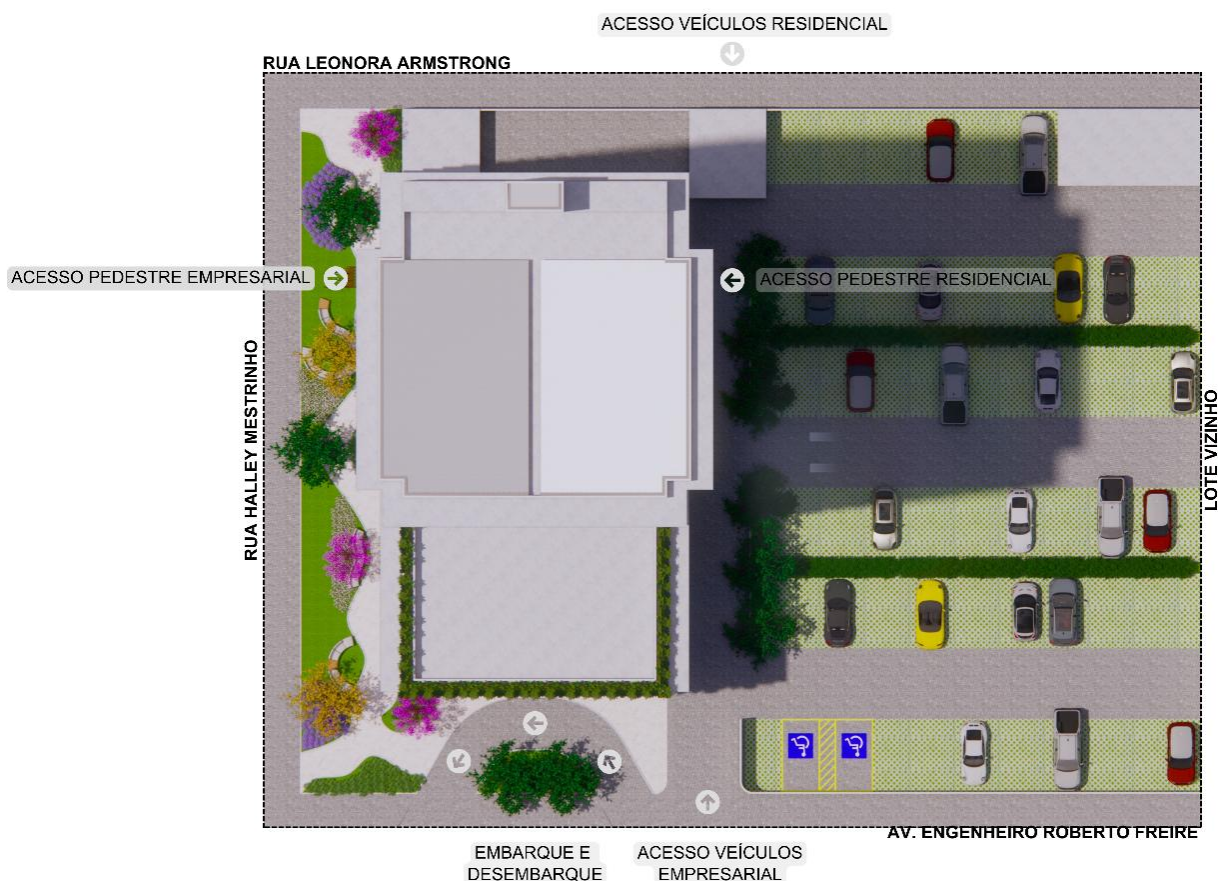 ACESSO VEÍCULOS RESIDENCIAL
RUA LEONORA ARMSTRONG
ACESSO PEDESTRE EMPRESARIAL
ACESSO PEDESTRE RESIDENCIAL
RUA HALLEY MESTRINHO
LOTE VIZINHO
AV. ENGENHEIRO ROBERTO FREIRE
EMBARQUE E
DESEMBARQUE
ACESSO VEÍCULOS
EMPRESARIAL